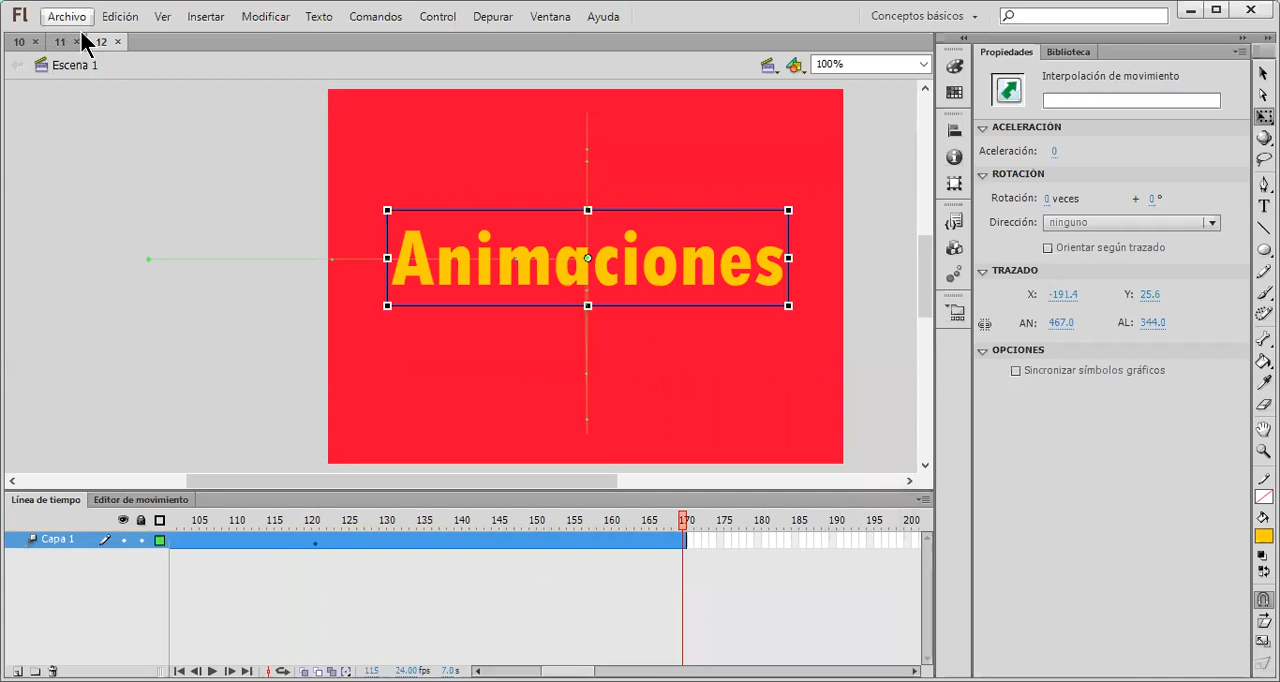 Fl Archivo Edición Ver Insertar Modificar Texto Comandos Control Depurar Ventana Ayuda Conceptos básicos
10 11 12
Escena 1 100%
Propiedades Biblioteca
Interpolación de movimiento
ACELERACIÓN
Aceleración: 0
ROTACIÓN
Rotación: 0 veces + 0 °
Dirección: ninguno
Orientar según trazado
TRAZADO
X: -191.4 Y: 25.6
AN: 467.0 AL: 344.0
OPCIONES
Sincronizar símbolos gráficos
Animaciones
Línea de tiempo Editor de movimiento
105 110 115 120 125 130 135 140 145 150 155 160 165 170 175 180 185 190 195 200
Capa 1
115 24.00 fps 7.0 s